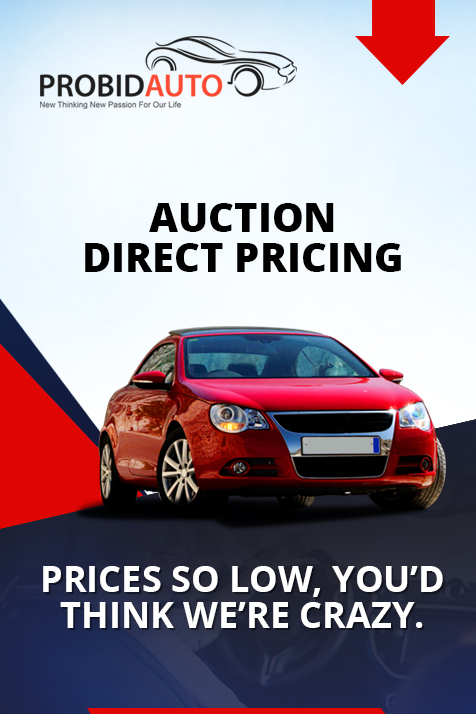 PROBIDAUTO
New Thinking New Passion For Our Life
AUCTION
DIRECT PRICING
PRICES SO LOW, YOU’D
THINK WE’RE CRAZY.